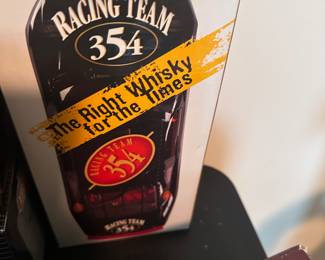 RACING TEAM
354
The Right Whisky
for the Times
RACING TEAM
354
RACING TEAM
354